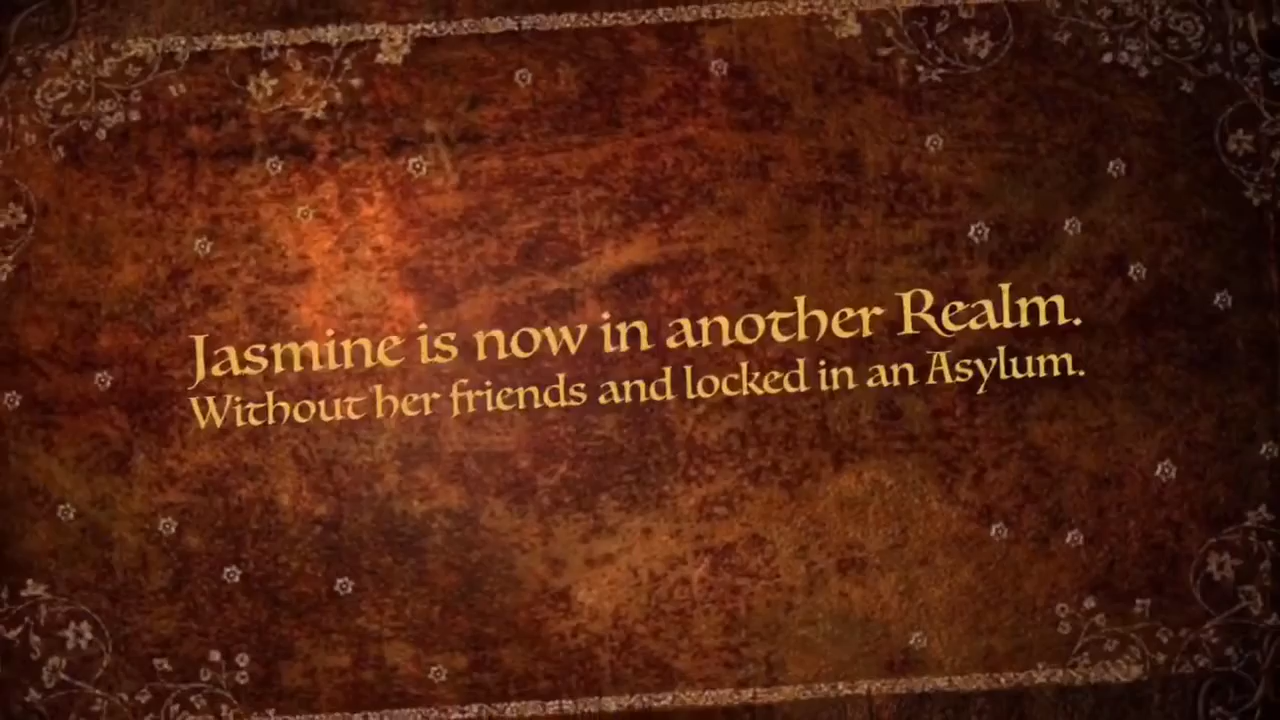 Jasmine is now in another Realm.
Without her friends and locked in an Asylum.